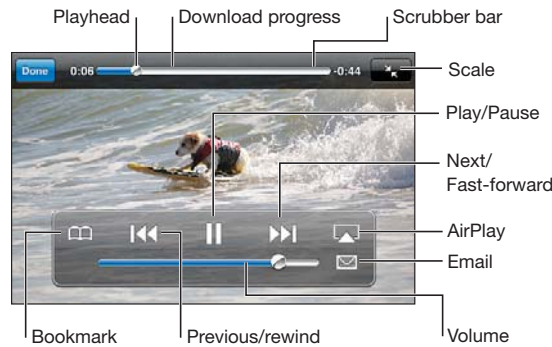 Playhead Download progress Scrubber bar
Done 0:06 -0:44 Scale
Play/Pause
Next/
Fast-forward
AirPlay
Email
Bookmark Previous/rewind Volume